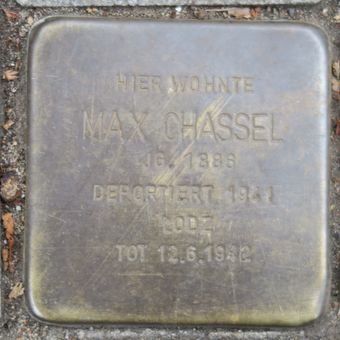 HIER WOHNTE
MAX CHASSEL
JG. 1886
DEPORTIERT 1941
LODZ
TOT 12.6.1942